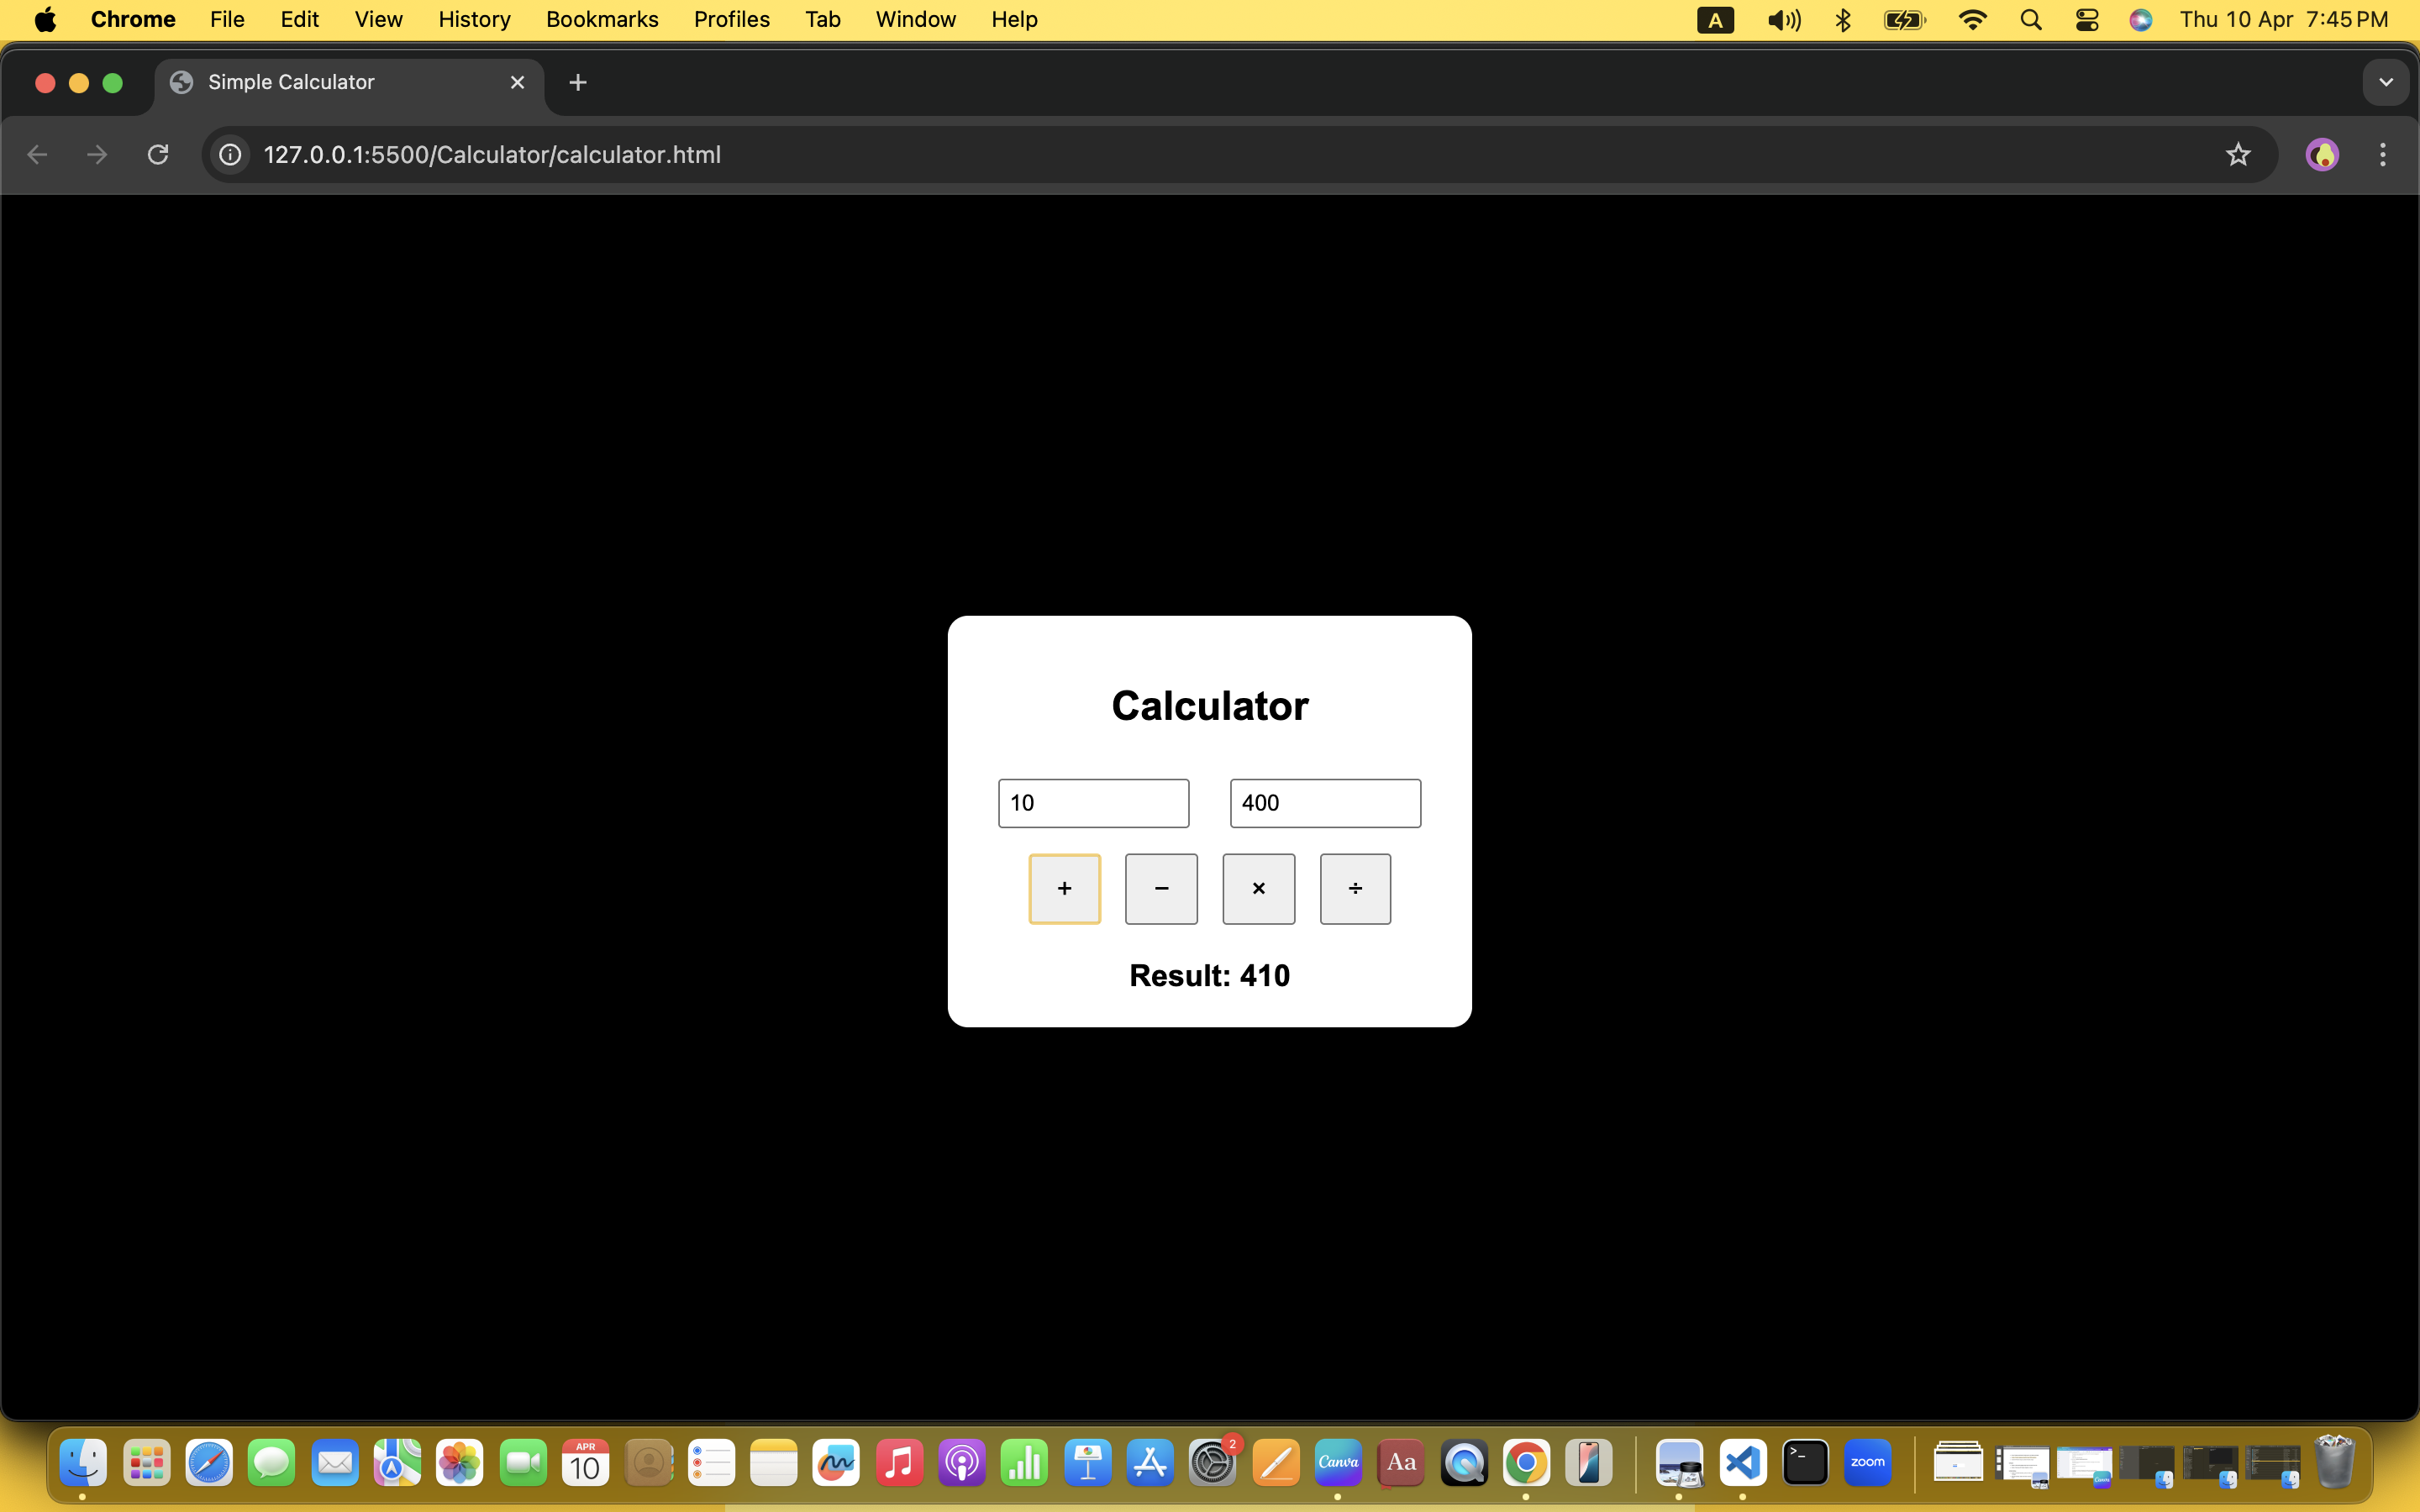 Chrome File Edit View History Bookmarks Profiles Tab Window Help A Thu 10 Apr 7:45 PM
Simple Calculator
127.0.0.1:5500/Calculator/calculator.html
Calculator
10 400
+ − × ÷
Result: 410
APR
10
2
Canva
Aa
>_
zoom